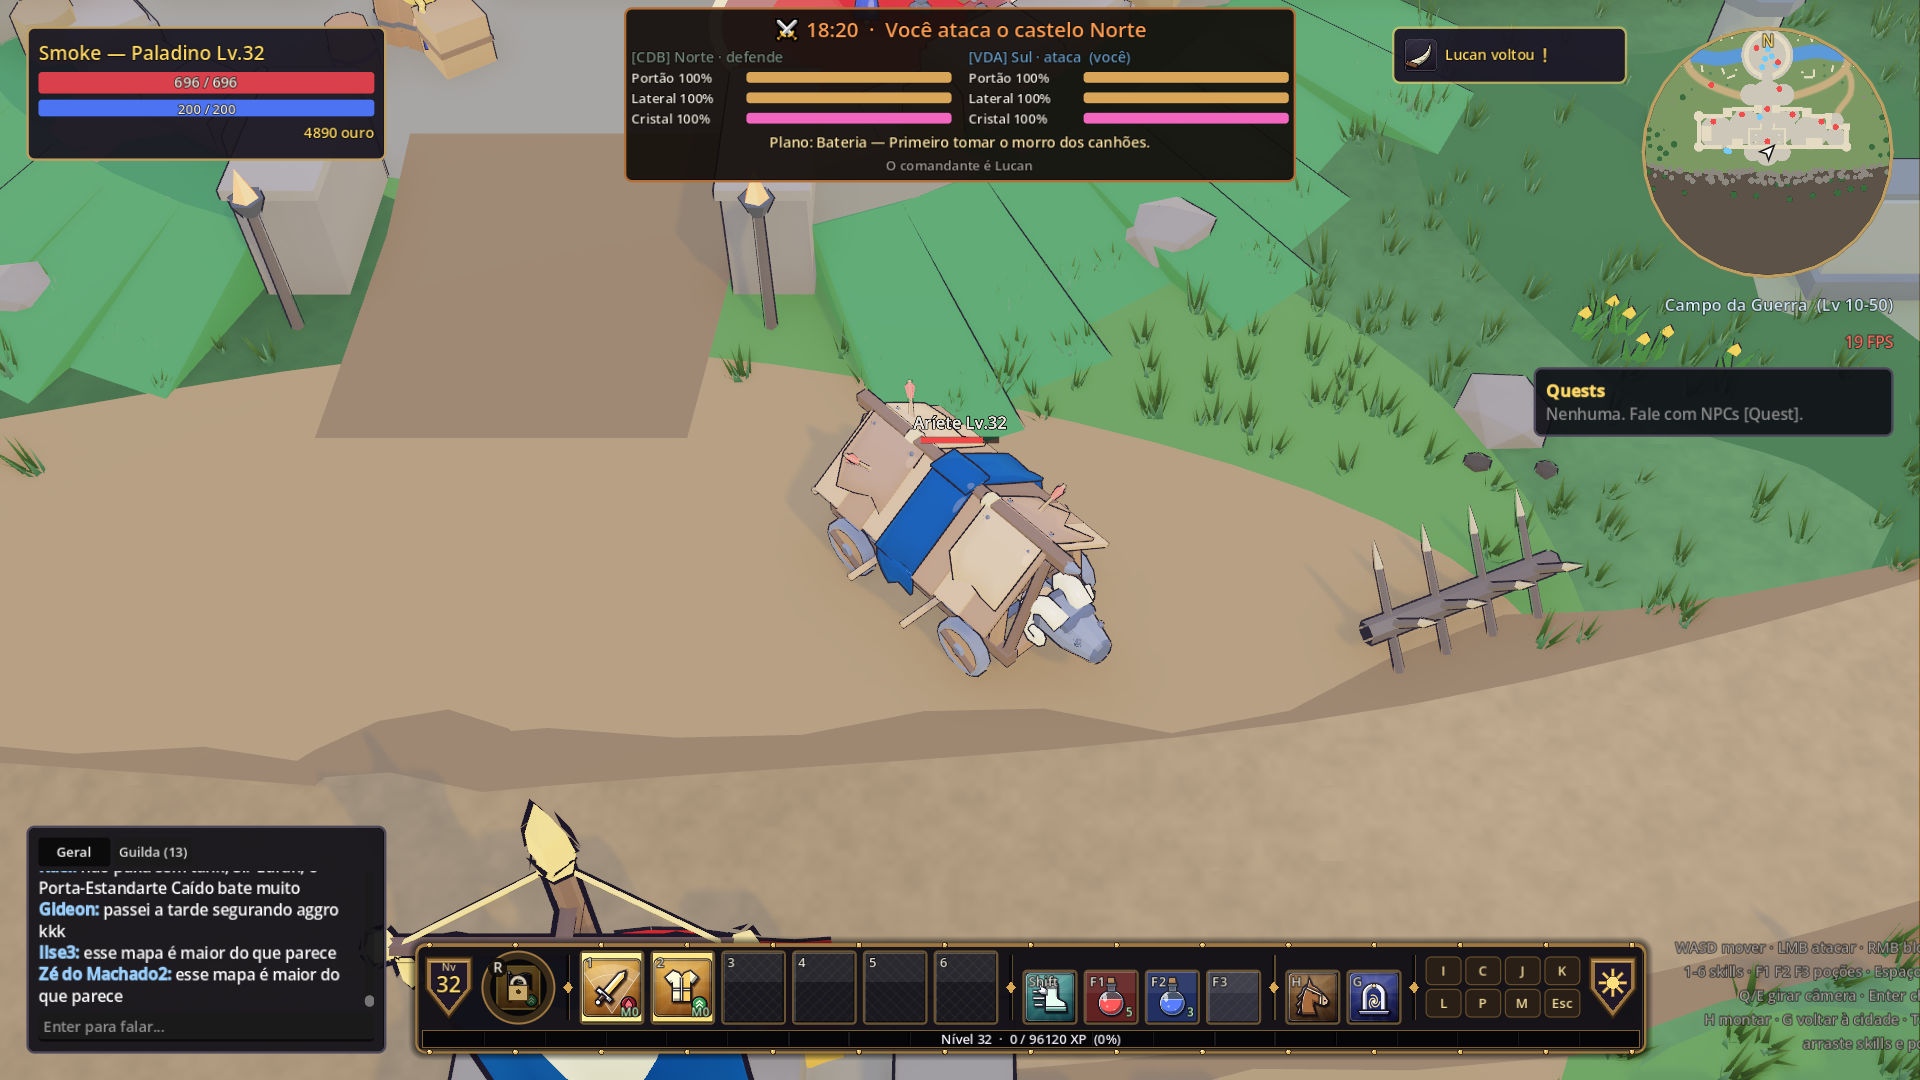 Smoke — Paladino Lv.32
696 / 696
200 / 200
4890 ouro
18:20 · Você ataca o castelo Norte
[CDB] Norte · defende
[VDA] Sul · ataca (você)
Portão 100%
Portão 100%
Lateral 100%
Lateral 100%
Cristal 100%
Cristal 100%
Plano: Bateria — Primeiro tomar o morro dos canhões.
O comandante é Lucan
Lucan voltou !
N
Campo da Guerra (Lv 10-50)
19 FPS
Quests
Nenhuma. Fale com NPCs [Quest].
Aríete Lv.32
Geral
Guilda (13)
Porta-Estandarte Caído bate muito
Gideon: passei a tarde segurando aggro
kkk
Ilse3: esse mapa é maior do que parece
Zé do Machado2: esse mapa é maior do
que parece
Enter para falar...
Nv
32
R
1
M0
2
M0
3
4
5
6
Shift
F1
5
F2
3
F3
H
G
I
C
J
K
L
P
M
Esc
Nível 32 · 0 / 96120 XP (0%)
WASD mover · LMB atacar · RMB
1-6 skills · F1 F2 F3 poções ·
Q/E girar câmera · Enter
H montar · G voltar à cidade ·
arraste skills e